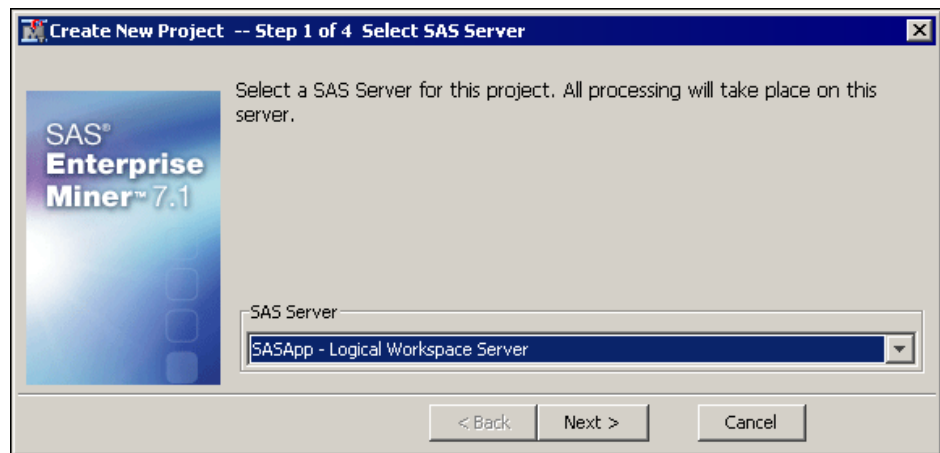 Create New Project -- Step 1 of 4 Select SAS Server
Select a SAS Server for this project. All processing will take place on this
server.
SAS®
Enterprise
Miner™ 7.1
SAS Server
SASApp - Logical Workspace Server
< Back
Next >
Cancel